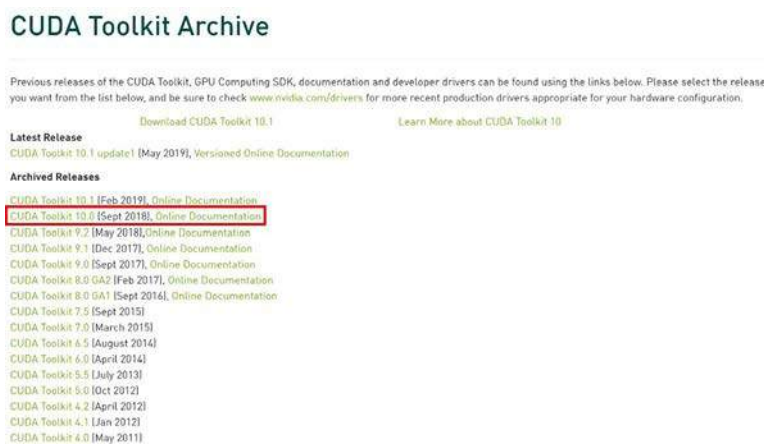 CUDA Toolkit Archive
Previous releases of the CUDA Toolkit, GPU Computing SDK, documentation and developer drivers can be found using the links below. Please select the release
you want from the list below, and be sure to check www.nvidia.com/drivers for more recent production drivers appropriate for your hardware configuration.
Download CUDA Toolkit 10.1 Learn More about CUDA Toolkit 10
Latest Release
CUDA Toolkit 10.1 update1 (May 2019), Versioned Online Documentation
Archived Releases
CUDA Toolkit 10.1 (Feb 2019), Online Documentation
CUDA Toolkit 10.0 (Sept 2018), Online Documentation
CUDA Toolkit 9.2 (May 2018),Online Documentation
CUDA Toolkit 9.1 (Dec 2017), Online Documentation
CUDA Toolkit 9.0 (Sept 2017), Online Documentation
CUDA Toolkit 8.0 GA2 (Feb 2017), Online Documentation
CUDA Toolkit 8.0 GA1 (Sept 2016), Online Documentation
CUDA Toolkit 7.5 (Sept 2015)
CUDA Toolkit 7.0 (March 2015)
CUDA Toolkit 6.5 (August 2014)
CUDA Toolkit 6.0 (April 2014)
CUDA Toolkit 5.5 (July 2013)
CUDA Toolkit 5.0 (Oct 2012)
CUDA Toolkit 4.2 (April 2012)
CUDA Toolkit 4.1 (Jan 2012)
CUDA Toolkit 4.0 (May 2011)